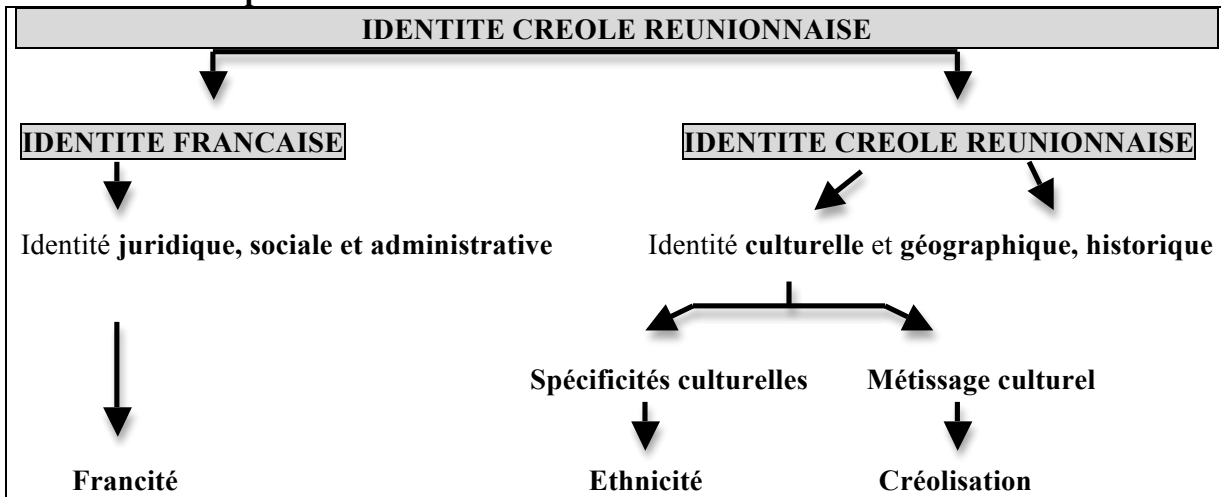 IDENTITE CREOLE REUNIONNAISE
IDENTITE FRANCAISE
IDENTITE CREOLE REUNIONNAISE
Identité juridique, sociale et administrative
Identité culturelle et géographique, historique
Spécificités culturelles
Métissage culturel
Francité
Ethnicité
Créolisation